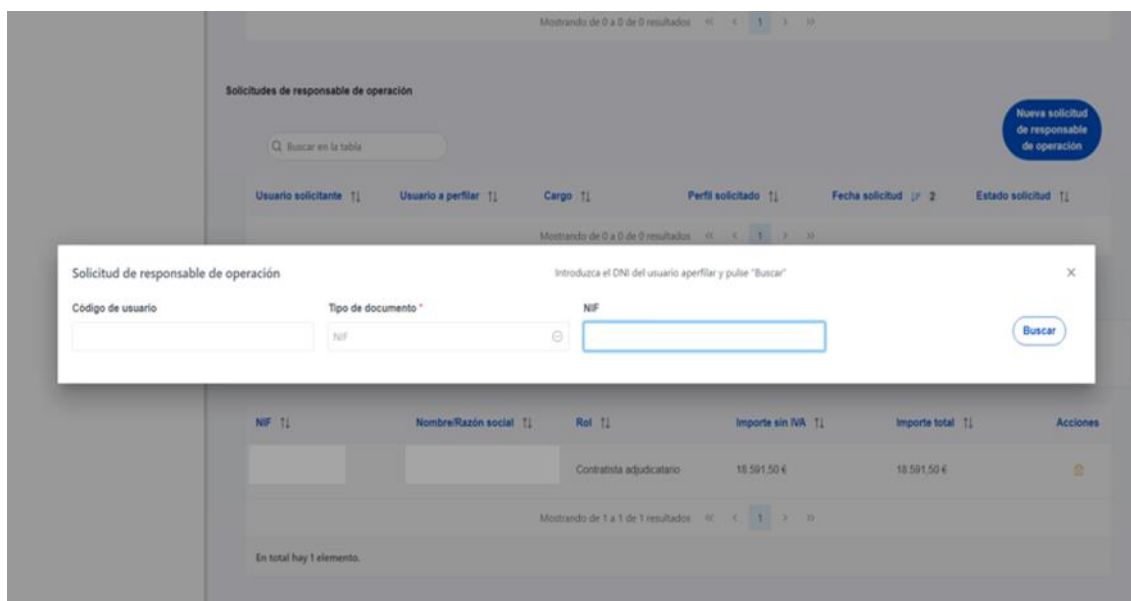 Mostrando de 0 a 0 de 0 resultados << < 1 > >>
Solicitudes de responsable de operación
Nueva solicitud
de responsable
de operación
Buscar en la tabla
Usuario solicitante Usuario a perfilar Cargo Perfil solicitado Fecha solicitud 2 Estado solicitud
Mostrando de 0 a 0 de 0 resultados << < 1 > >>
Solicitud de responsable de operación Introduzca el DNI del usuario aperfilar y pulse "Buscar"
Código de usuario Tipo de documento * NIF
NIF Buscar
NIF Nombre/Razón social Rol Importe sin IVA Importe total Acciones
Contratista adjudicatario 18.591,50 € 18.591,50 €
Mostrando de 1 a 1 de 1 resultados << < 1 > >>
En total hay 1 elemento.